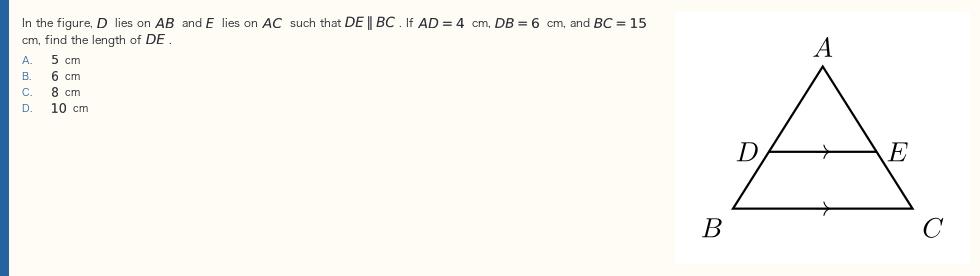 In the figure, D lies on AB and E lies on AC such that DE ∥ BC . If AD = 4 cm, DB = 6 cm, and BC = 15
cm, find the length of DE .
A. 5 cm
B. 6 cm
C. 8 cm
D. 10 cm
A
D E
B C